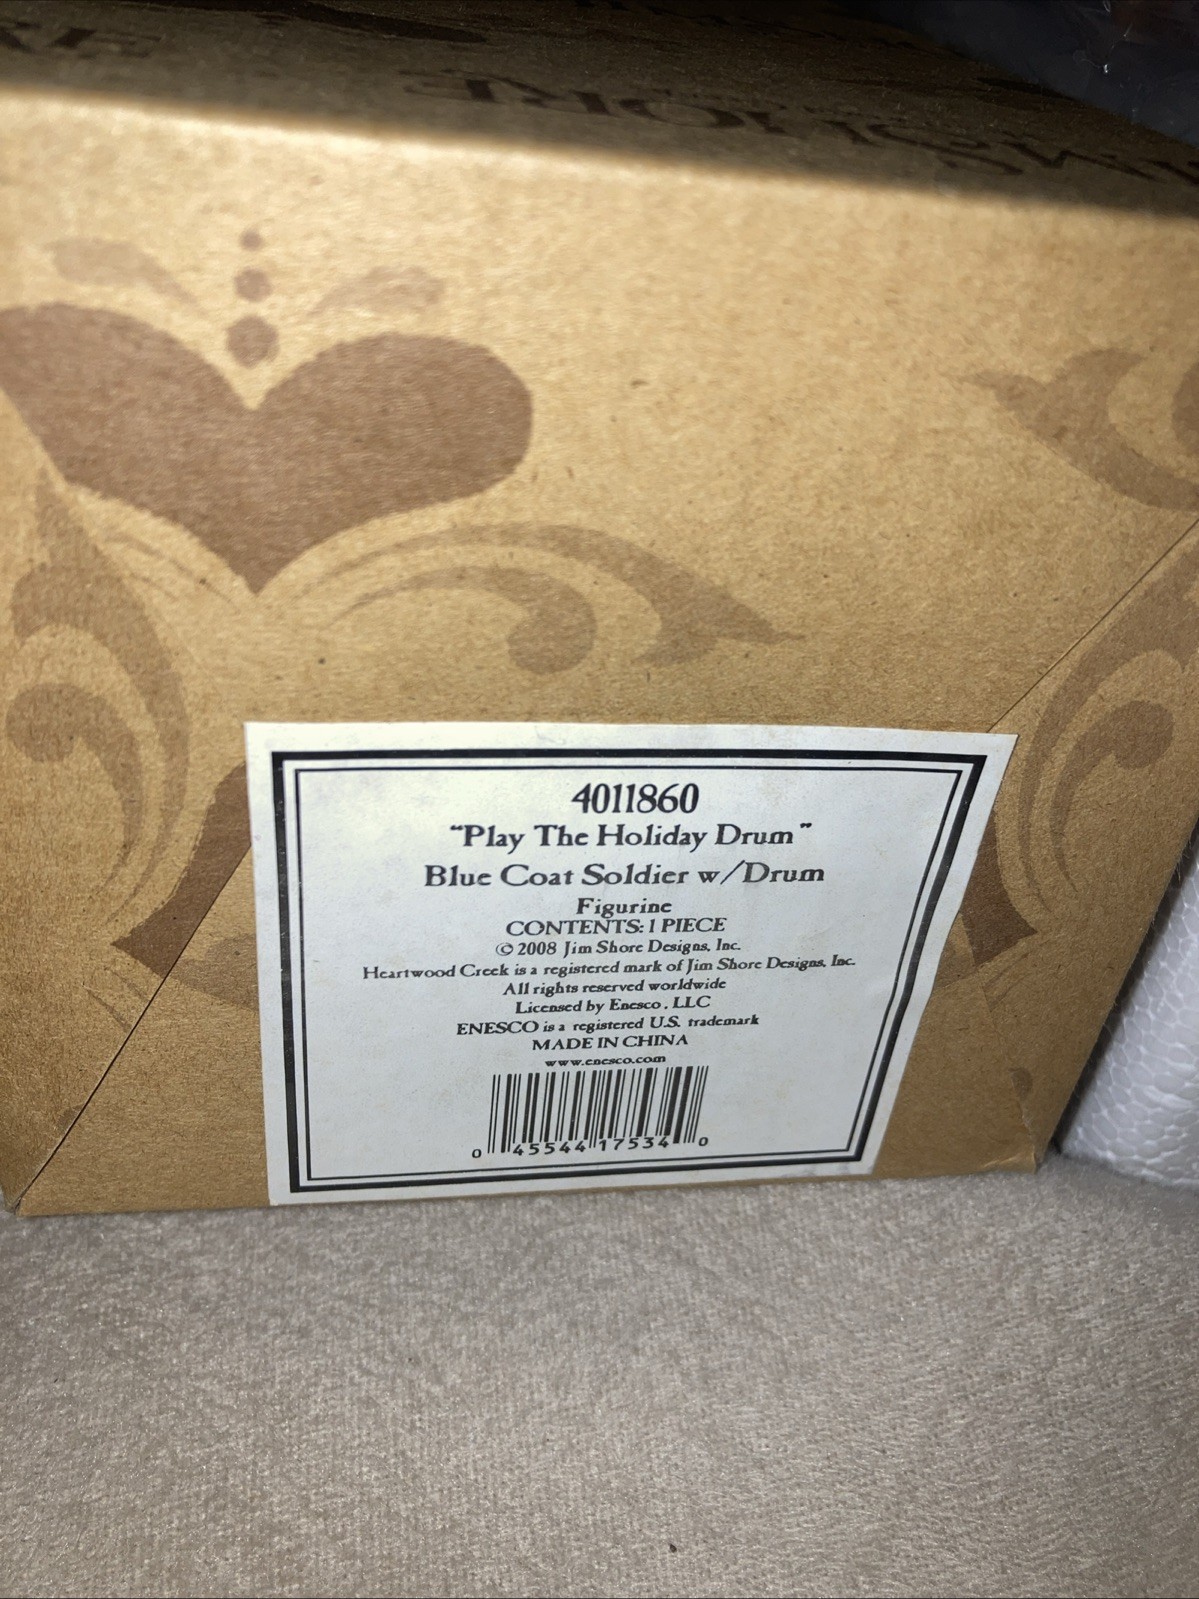 SHORE
4011860
"Play The Holiday Drum"
Blue Coat Soldier w/Drum
Figurine
CONTENTS: 1 PIECE
© 2008 Jim Shore Designs, Inc.
Heartwood Creek is a registered mark of Jim Shore Designs, Inc.
All rights reserved worldwide
Licensed by Enesco, LLC
ENESCO is a registered U.S. trademark
MADE IN CHINA
www.enesco.com
0 45544 17534 0